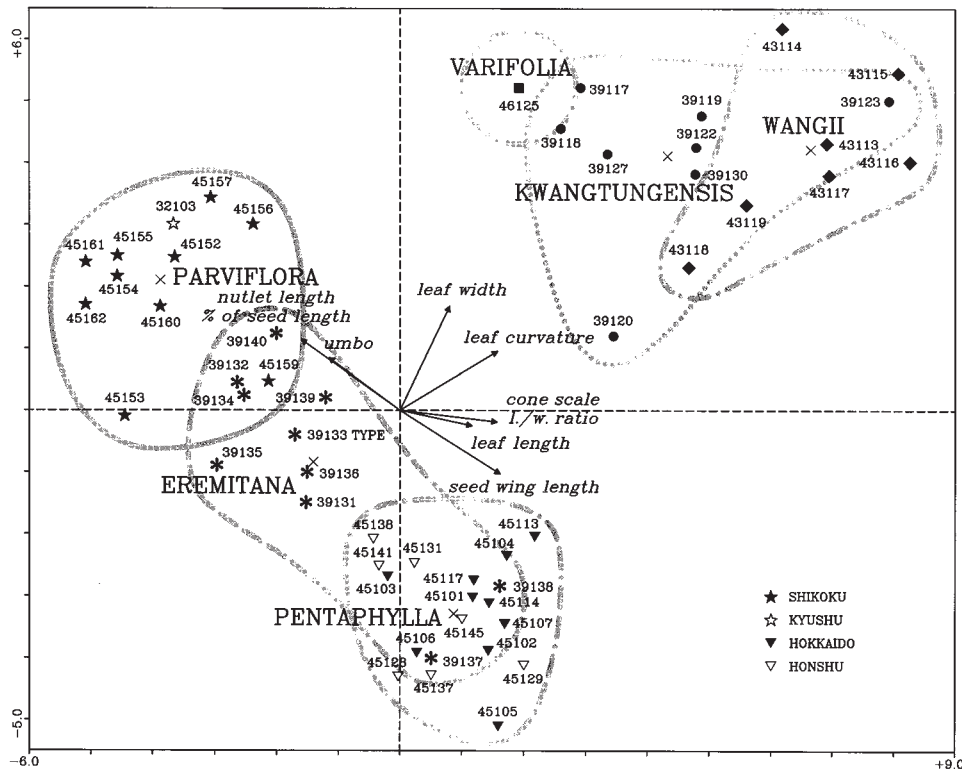 +6.0
43114
VARIFOLIA
43115
46125
39117
39119
39123
WANGII
39118
39122
43113
39127
43116
39130
KWANGTUNGENSIS
43117
43119
43118
45157
32103
45156
45161
45155
45152
PARVIFLORA
45154
45162
45160
nutlet length
% of seed length
leaf width
39140
umbo
leaf curvature
39120
39132
45159
39134
39139
cone scale
l./w. ratio
45153
leaf length
39133 TYPE
39135
39136
EREMITANA
seed wing length
39131
45138
45113
45141
45131
45104
45103
45117
39138
45101
45114
PENTAPHYLLA
45107
45145
45106
45102
45128
39137
45137
45129
45105
SHIKOKU
KYUSHU
HOKKAIDO
HONSHU
-5.0
-6.0
+9.0